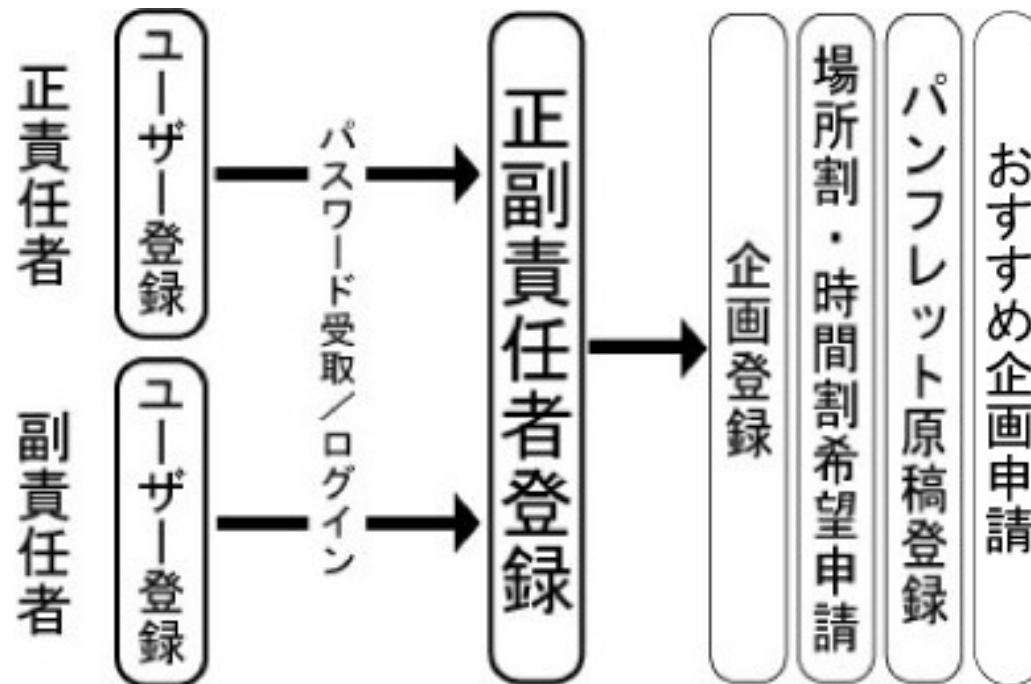 正責任者
ユーザー登録
副責任者
ユーザー登録
パスワード受取／ログイン
正副責任者登録
企画登録
場所割・時間割希望申請
パンフレット原稿登録
おすすめ企画申請